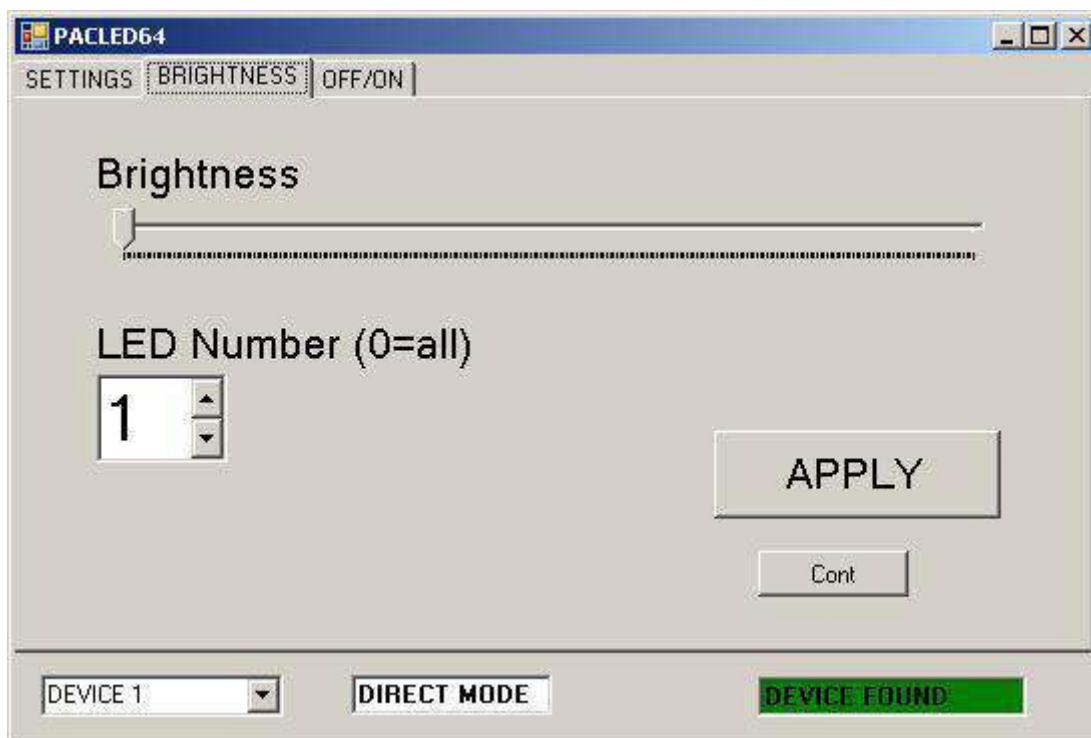 PACLED64
SETTINGS BRIGHTNESS OFF/ON
Brightness
LED Number (0=all)
1
APPLY
Cont
DEVICE 1 DIRECT MODE DEVICE FOUND